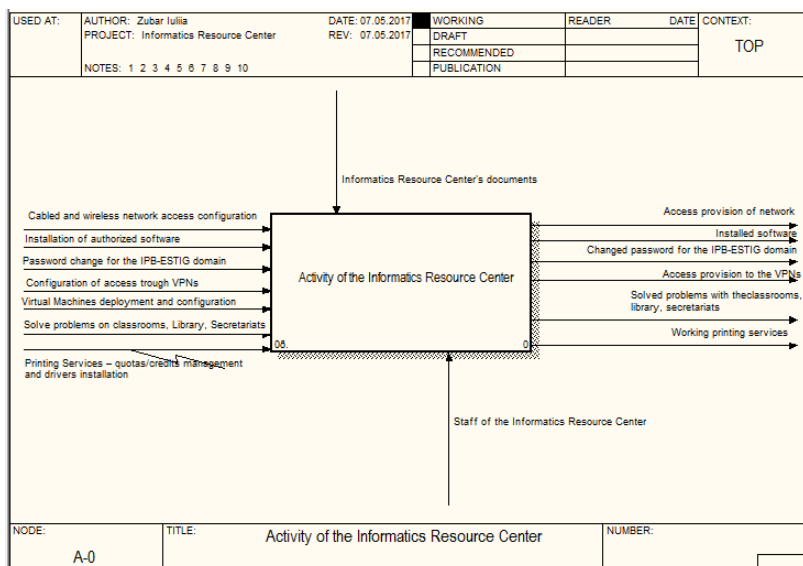 USED AT:
AUTHOR: Zubar Iuliia
DATE: 07.05.2017
PROJECT: Informatics Resource Center
REV: 07.05.2017
NOTES: 1 2 3 4 5 6 7 8 9 10
WORKING
DRAFT
RECOMMENDED
PUBLICATION
READER
DATE
CONTEXT:
TOP
Informatics Resource Center's documents
Cabled and wireless network access configuration
Installation of authorized software
Password change for the IPB-ESTIG domain
Configuration of access trough VPNs
Virtual Machines deployment and configuration
Solve problems on classrooms, Library, Secretariats
Printing Services – quotas/credits management
and drivers installation
Activity of the Informatics Resource Center
0
Access provision of network
Installed software
Changed password for the IPB-ESTIG domain
Access provision to the VPNs
Solved problems with theclassrooms,
library, secretariats
Working printing services
Staff of the Informatics Resource Center
NODE:
A-0
TITLE:
Activity of the Informatics Resource Center
NUMBER: